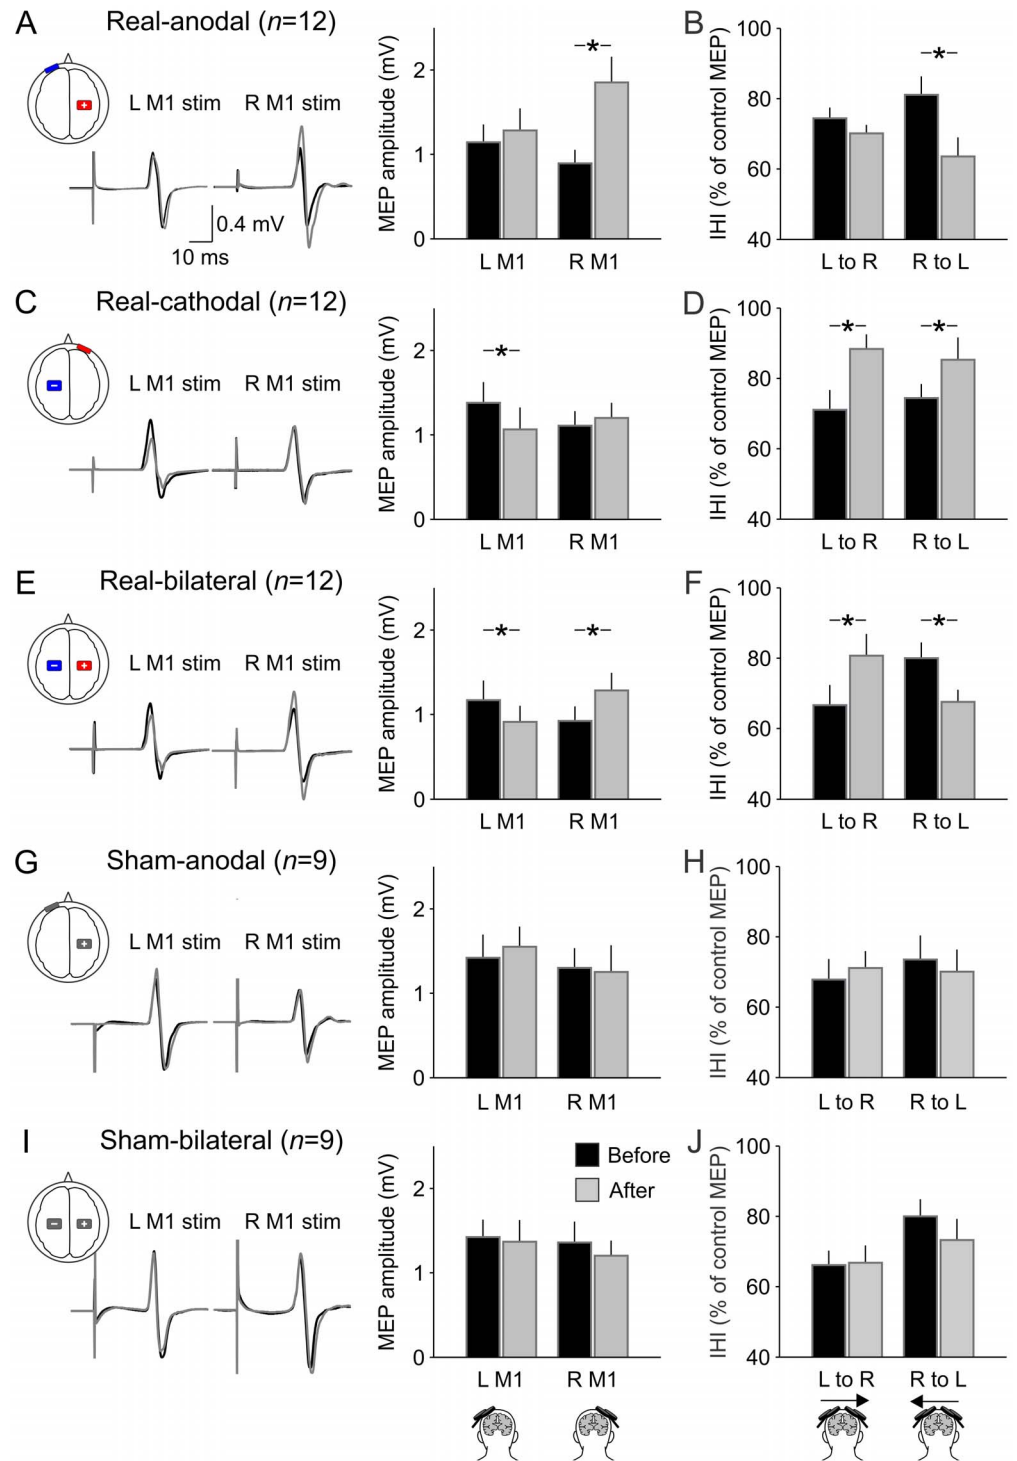 A Real-anodal (n=12)
+
L M1 stim R M1 stim
0.4 mV
10 ms
MEP amplitude (mV)
2
1
0
*
L M1 R M1
B
IHI (% of control MEP)
100
80
60
40
*
L to R R to L
C Real-cathodal (n=12)
−
L M1 stim R M1 stim
MEP amplitude (mV)
2
1
0
*
L M1 R M1
D
IHI (% of control MEP)
100
80
60
40
* *
L to R R to L
E Real-bilateral (n=12)
− +
L M1 stim R M1 stim
MEP amplitude (mV)
2
1
0
* *
L M1 R M1
F
IHI (% of control MEP)
100
80
60
40
* *
L to R R to L
G Sham-anodal (n=9)
+
L M1 stim R M1 stim
MEP amplitude (mV)
2
1
0
L M1 R M1
H
IHI (% of control MEP)
100
80
60
40
L to R R to L
I Sham-bilateral (n=9)
− +
L M1 stim R M1 stim
MEP amplitude (mV)
2
1
0
Before
After
L M1 R M1
J
IHI (% of control MEP)
100
80
60
40
L to R R to L